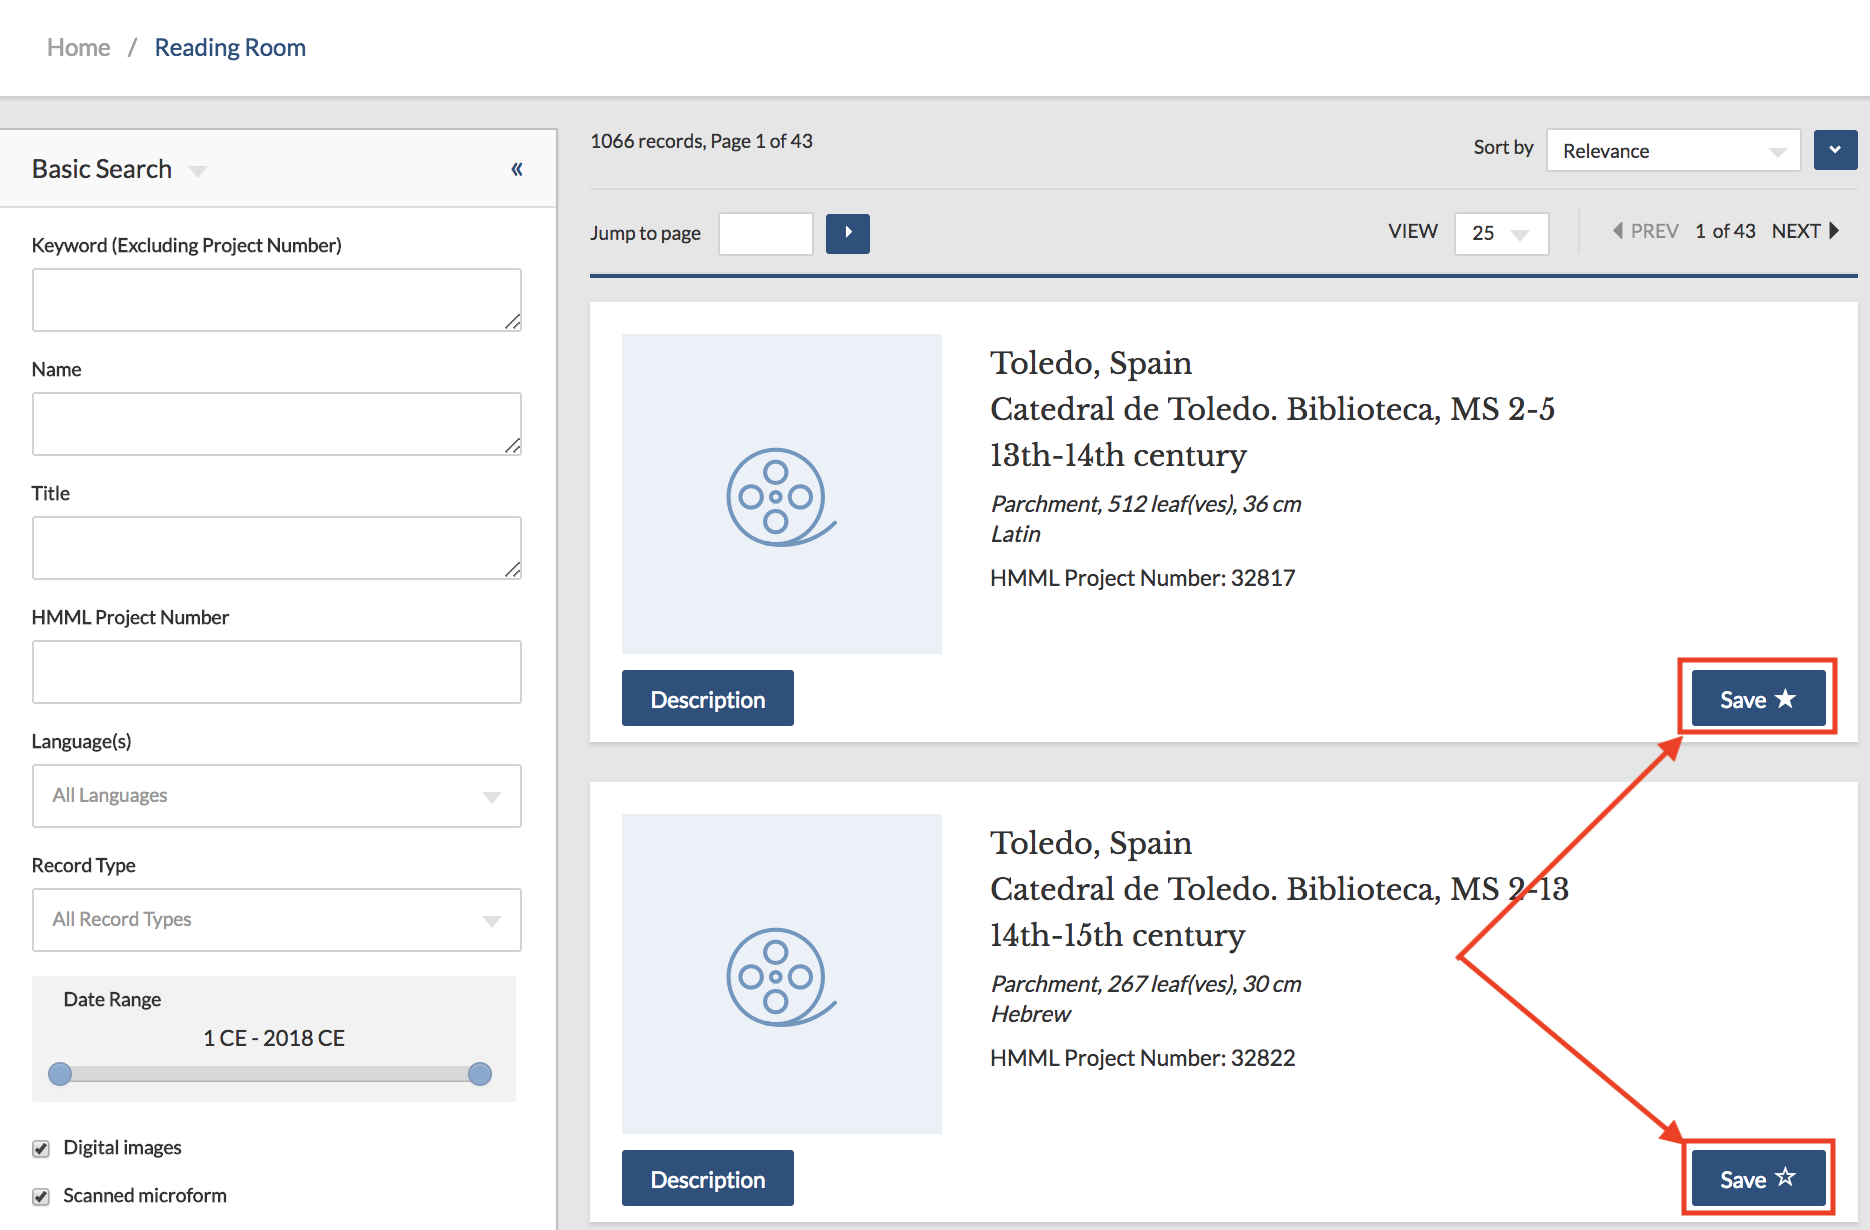 Home / Reading Room
Basic Search «
Keyword (Excluding Project Number)
Name
Title
HMML Project Number
Language(s)
All Languages
Record Type
All Record Types
Date Range
1 CE - 2018 CE
Digital images
Scanned microform
1066 records, Page 1 of 43
Sort by Relevance
Jump to page
VIEW 25 PREV 1 of 43 NEXT
Toledo, Spain
Catedral de Toledo. Biblioteca, MS 2-5
13th-14th century
Parchment, 512 leaf(ves), 36 cm
Latin
HMML Project Number: 32817
Description
Save ★
Toledo, Spain
Catedral de Toledo. Biblioteca, MS 2-13
14th-15th century
Parchment, 267 leaf(ves), 30 cm
Hebrew
HMML Project Number: 32822
Description
Save ☆